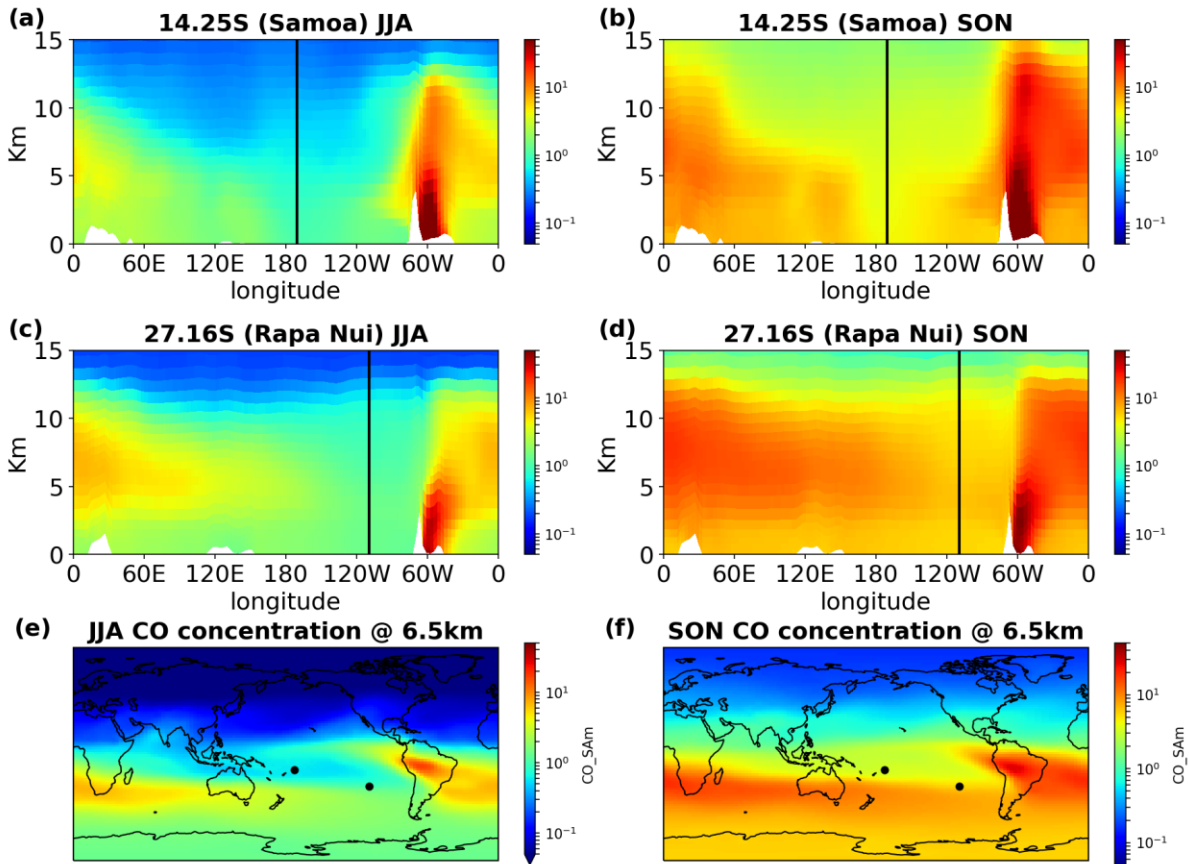 (a) 14.25S (Samoa) JJA
15
10
5
0
Km
0 60E 120E 180 120W 60W 0
longitude
10¹
10⁰
10⁻¹
(b) 14.25S (Samoa) SON
15
10
5
0
Km
0 60E 120E 180 120W 60W 0
longitude
10¹
10⁰
10⁻¹
(c) 27.16S (Rapa Nui) JJA
15
10
5
0
Km
0 60E 120E 180 120W 60W 0
longitude
10¹
10⁰
10⁻¹
(d) 27.16S (Rapa Nui) SON
15
10
5
0
Km
0 60E 120E 180 120W 60W 0
longitude
10¹
10⁰
10⁻¹
(e) JJA CO concentration @ 6.5km
10¹
10⁰
10⁻¹
CO_SAm
(f) SON CO concentration @ 6.5km
10¹
10⁰
10⁻¹
CO_SAm